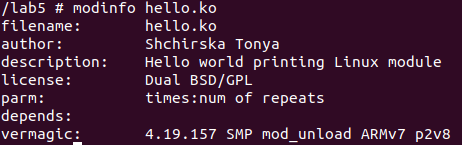 /lab5 # modinfo hello.ko
filename:       hello.ko
author:         Shchirska Tonya
description:    Hello world printing Linux module
license:        Dual BSD/GPL
parm:           times:num of repeats
depends:
vermagic:       4.19.157 SMP mod_unload ARMv7 p2v8